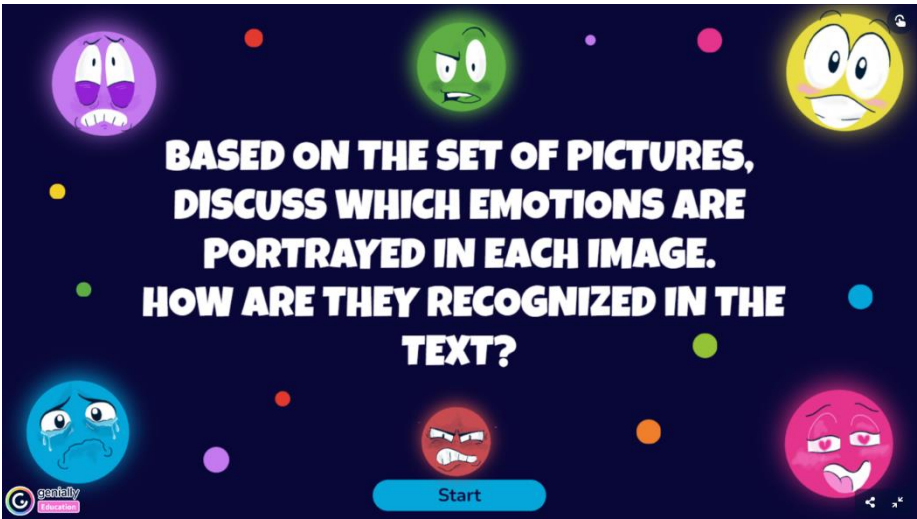 BASED ON THE SET OF PICTURES,
DISCUSS WHICH EMOTIONS ARE
PORTRAYED IN EACH IMAGE.
HOW ARE THEY RECOGNIZED IN THE
TEXT?
Start
genially
Education